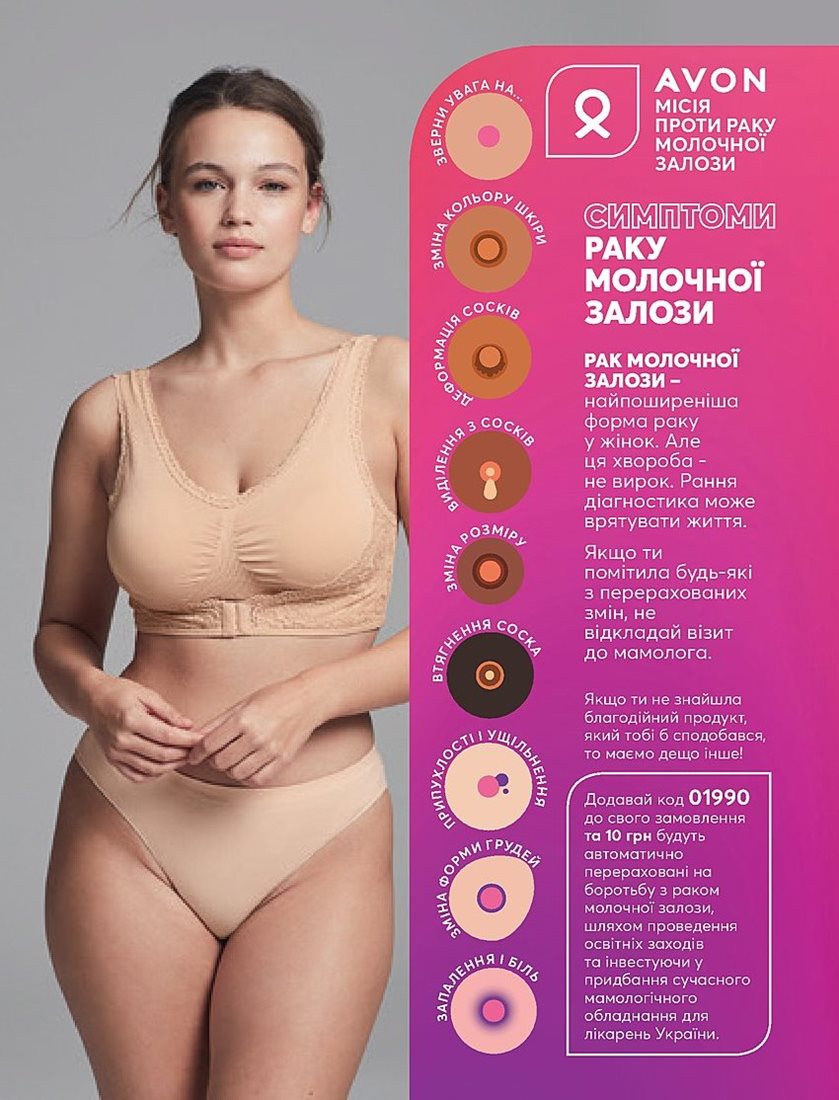 ЗВЕРНИ УВАГА НА...
ЗМІНА КОЛЬОРУ ШКІРИ
ДЕФОРМАЦІЯ СОСКІВ
ВИДІЛЕННЯ З СОСКІВ
ЗМІНА РОЗМІРУ
ВТЯГНЕННЯ СОСКА
ПРИПУХЛОСТІ І УЩІЛЬНЕННЯ
ЗМІНА ФОРМИ ГРУДЕЙ
ЗАПАЛЕННЯ І БІЛЬ
AVON
МІСІЯ
ПРОТИ РАКУ
МОЛОЧНОЇ
ЗАЛОЗИ
СИМПТОМИ
РАКУ
МОЛОЧНОЇ
ЗАЛОЗИ
РАК МОЛОЧНОЇ
ЗАЛОЗИ –
найпоширеніша
форма раку
у жінок. Але
ця хвороба -
не вирок. Рання
діагностика може
врятувати життя.
Якщо ти
помітила будь-які
з перерахованих
змін, не
відкладай візит
до мамолога.
Якщо ти не знайшла
благодійний продукт,
який тобі б сподобався,
то маємо дещо інше!
Додавай код 01990
до свого замовлення
та 10 грн будуть
автоматично
перераховані на
боротьбу з раком
молочної залози,
шляхом проведення
освітніх заходів
та інвестуючи у
придбання сучасного
мамологічного
обладнання для
лікарень України.